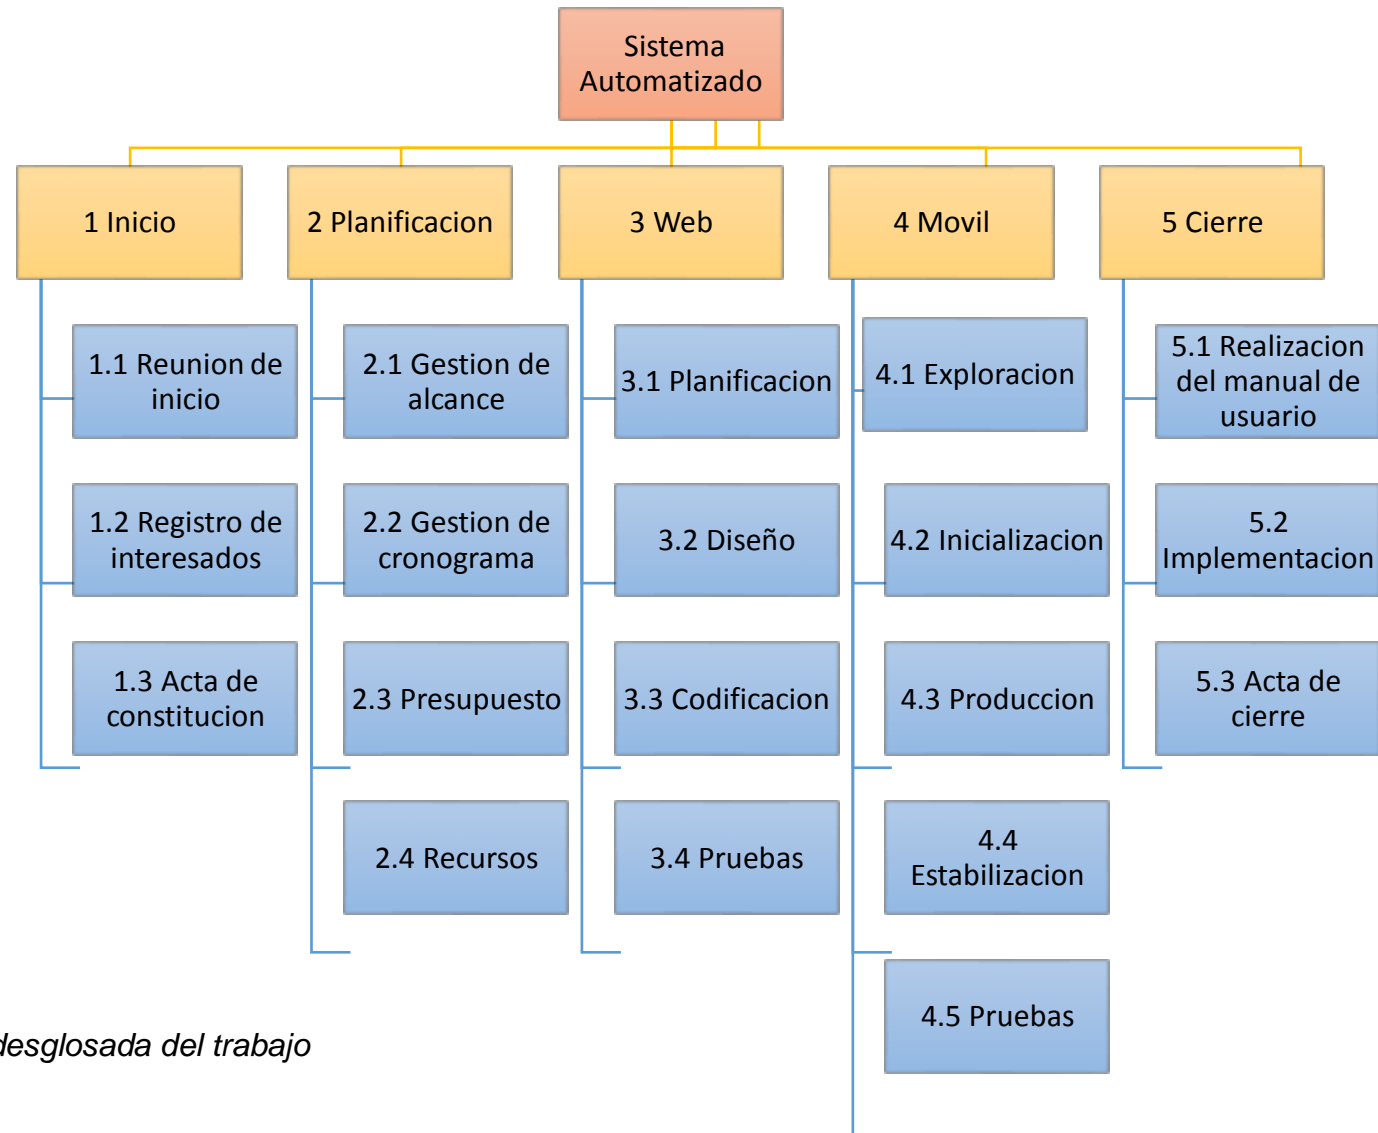 Sistema
Automatizado
1 Inicio
2 Planificacion
3 Web
4 Movil
5 Cierre
1.1 Reunion de
inicio
1.2 Registro de
interesados
1.3 Acta de
constitucion
2.1 Gestion de
alcance
2.2 Gestion de
cronograma
2.3 Presupuesto
2.4 Recursos
3.1 Planificacion
3.2 Diseño
3.3 Codificacion
3.4 Pruebas
4.1 Exploracion
4.2 Inicializacion
4.3 Produccion
4.4
Estabilizacion
4.5 Pruebas
5.1 Realizacion
del manual de
usuario
5.2
Implementacion
5.3 Acta de
cierre
desglosada del trabajo